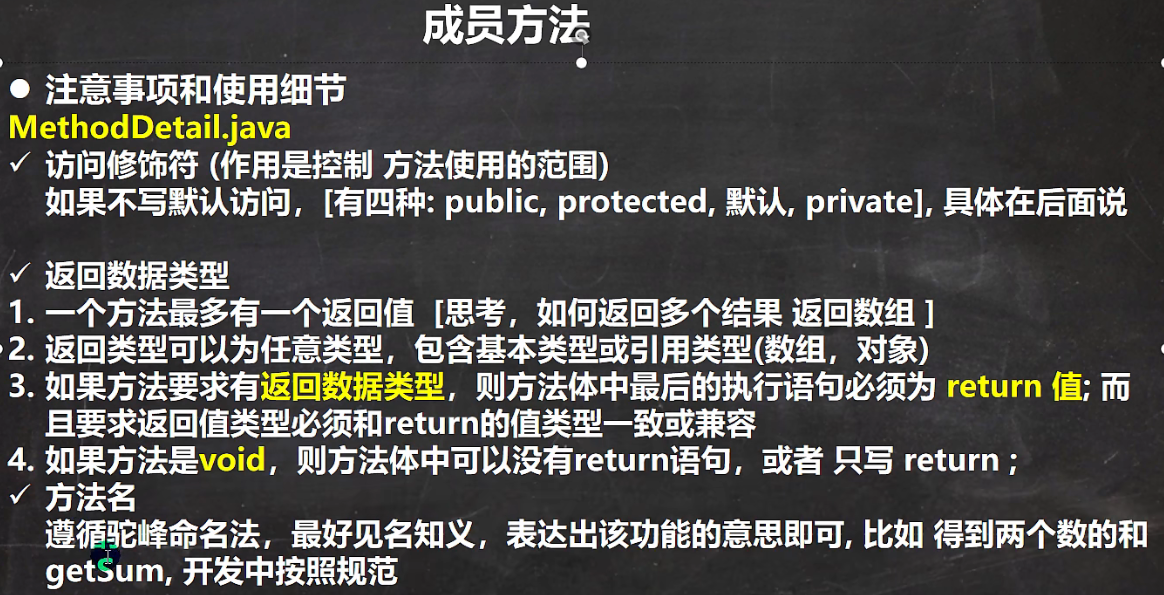 成员方法
● 注意事项和使用细节
MethodDetail.java
✓ 访问修饰符 (作用是控制 方法使用的范围)
如果不写默认访问，[有四种: public, protected, 默认, private], 具体在后面说
✓ 返回数据类型
1. 一个方法最多有一个返回值 [思考，如何返回多个结果 返回数组 ]
2. 返回类型可以为任意类型，包含基本类型或引用类型(数组，对象)
3. 如果方法要求有返回数据类型，则方法体中最后的执行语句必须为 return 值; 而
且要求返回值类型必须和return的值类型一致或兼容
4. 如果方法是void，则方法体中可以没有return语句，或者 只写 return ;
✓ 方法名
遵循驼峰命名法，最好见名知义，表达出该功能的意思即可, 比如 得到两个数的和
getSum, 开发中按照规范